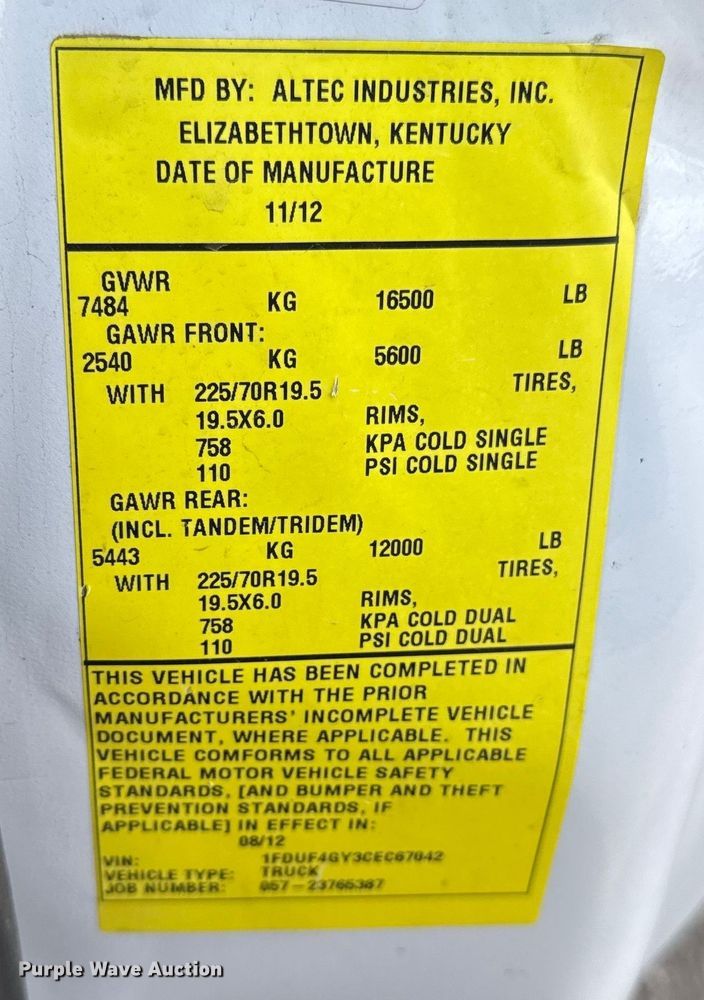 MFD BY: ALTEC INDUSTRIES, INC.
ELIZABETHTOWN, KENTUCKY
DATE OF MANUFACTURE
11/12
GVWR
7484 KG 16500 LB
GAWR FRONT:
2540 KG 5600 LB
WITH 225/70R19.5 TIRES,
19.5X6.0 RIMS,
758 KPA COLD SINGLE
110 PSI COLD SINGLE
GAWR REAR:
(INCL. TANDEM/TRIDEM)
5443 KG 12000 LB
WITH 225/70R19.5 TIRES,
19.5X6.0 RIMS,
758 KPA COLD DUAL
110 PSI COLD DUAL
THIS VEHICLE HAS BEEN COMPLETED IN
ACCORDANCE WITH THE PRIOR
MANUFACTURERS' INCOMPLETE VEHICLE
DOCUMENT, WHERE APPLICABLE. THIS
VEHICLE COMFORMS TO ALL APPLICABLE
FEDERAL MOTOR VEHICLE SAFETY
STANDARDS, [AND BUMPER AND THEFT
PREVENTION STANDARDS, IF
APPLICABLE] IN EFFECT IN:
08/12
VIN: 1FDUF4GY3CEC67042
VEHICLE TYPE: TRUCK
JOB NUMBER: 057-23765387
Purple Wave Auction